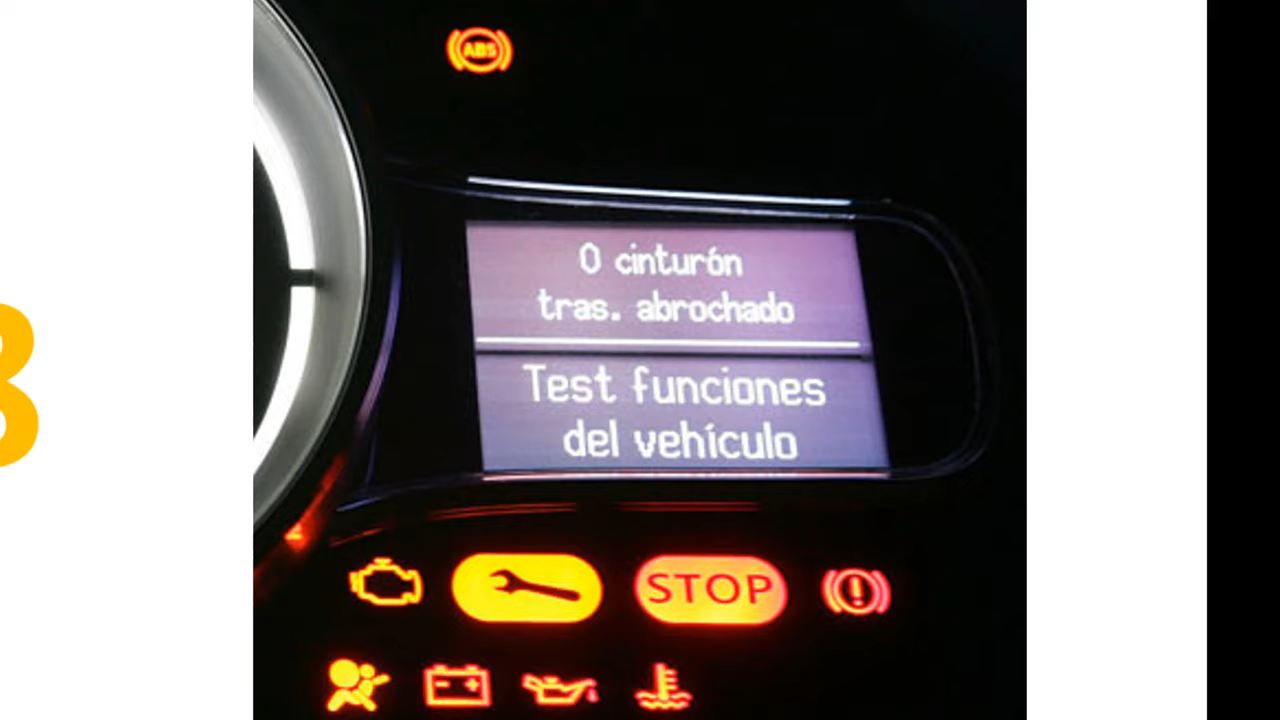 ABS
0 cinturón
tras. abrochado
Test funciones
del vehículo
STOP